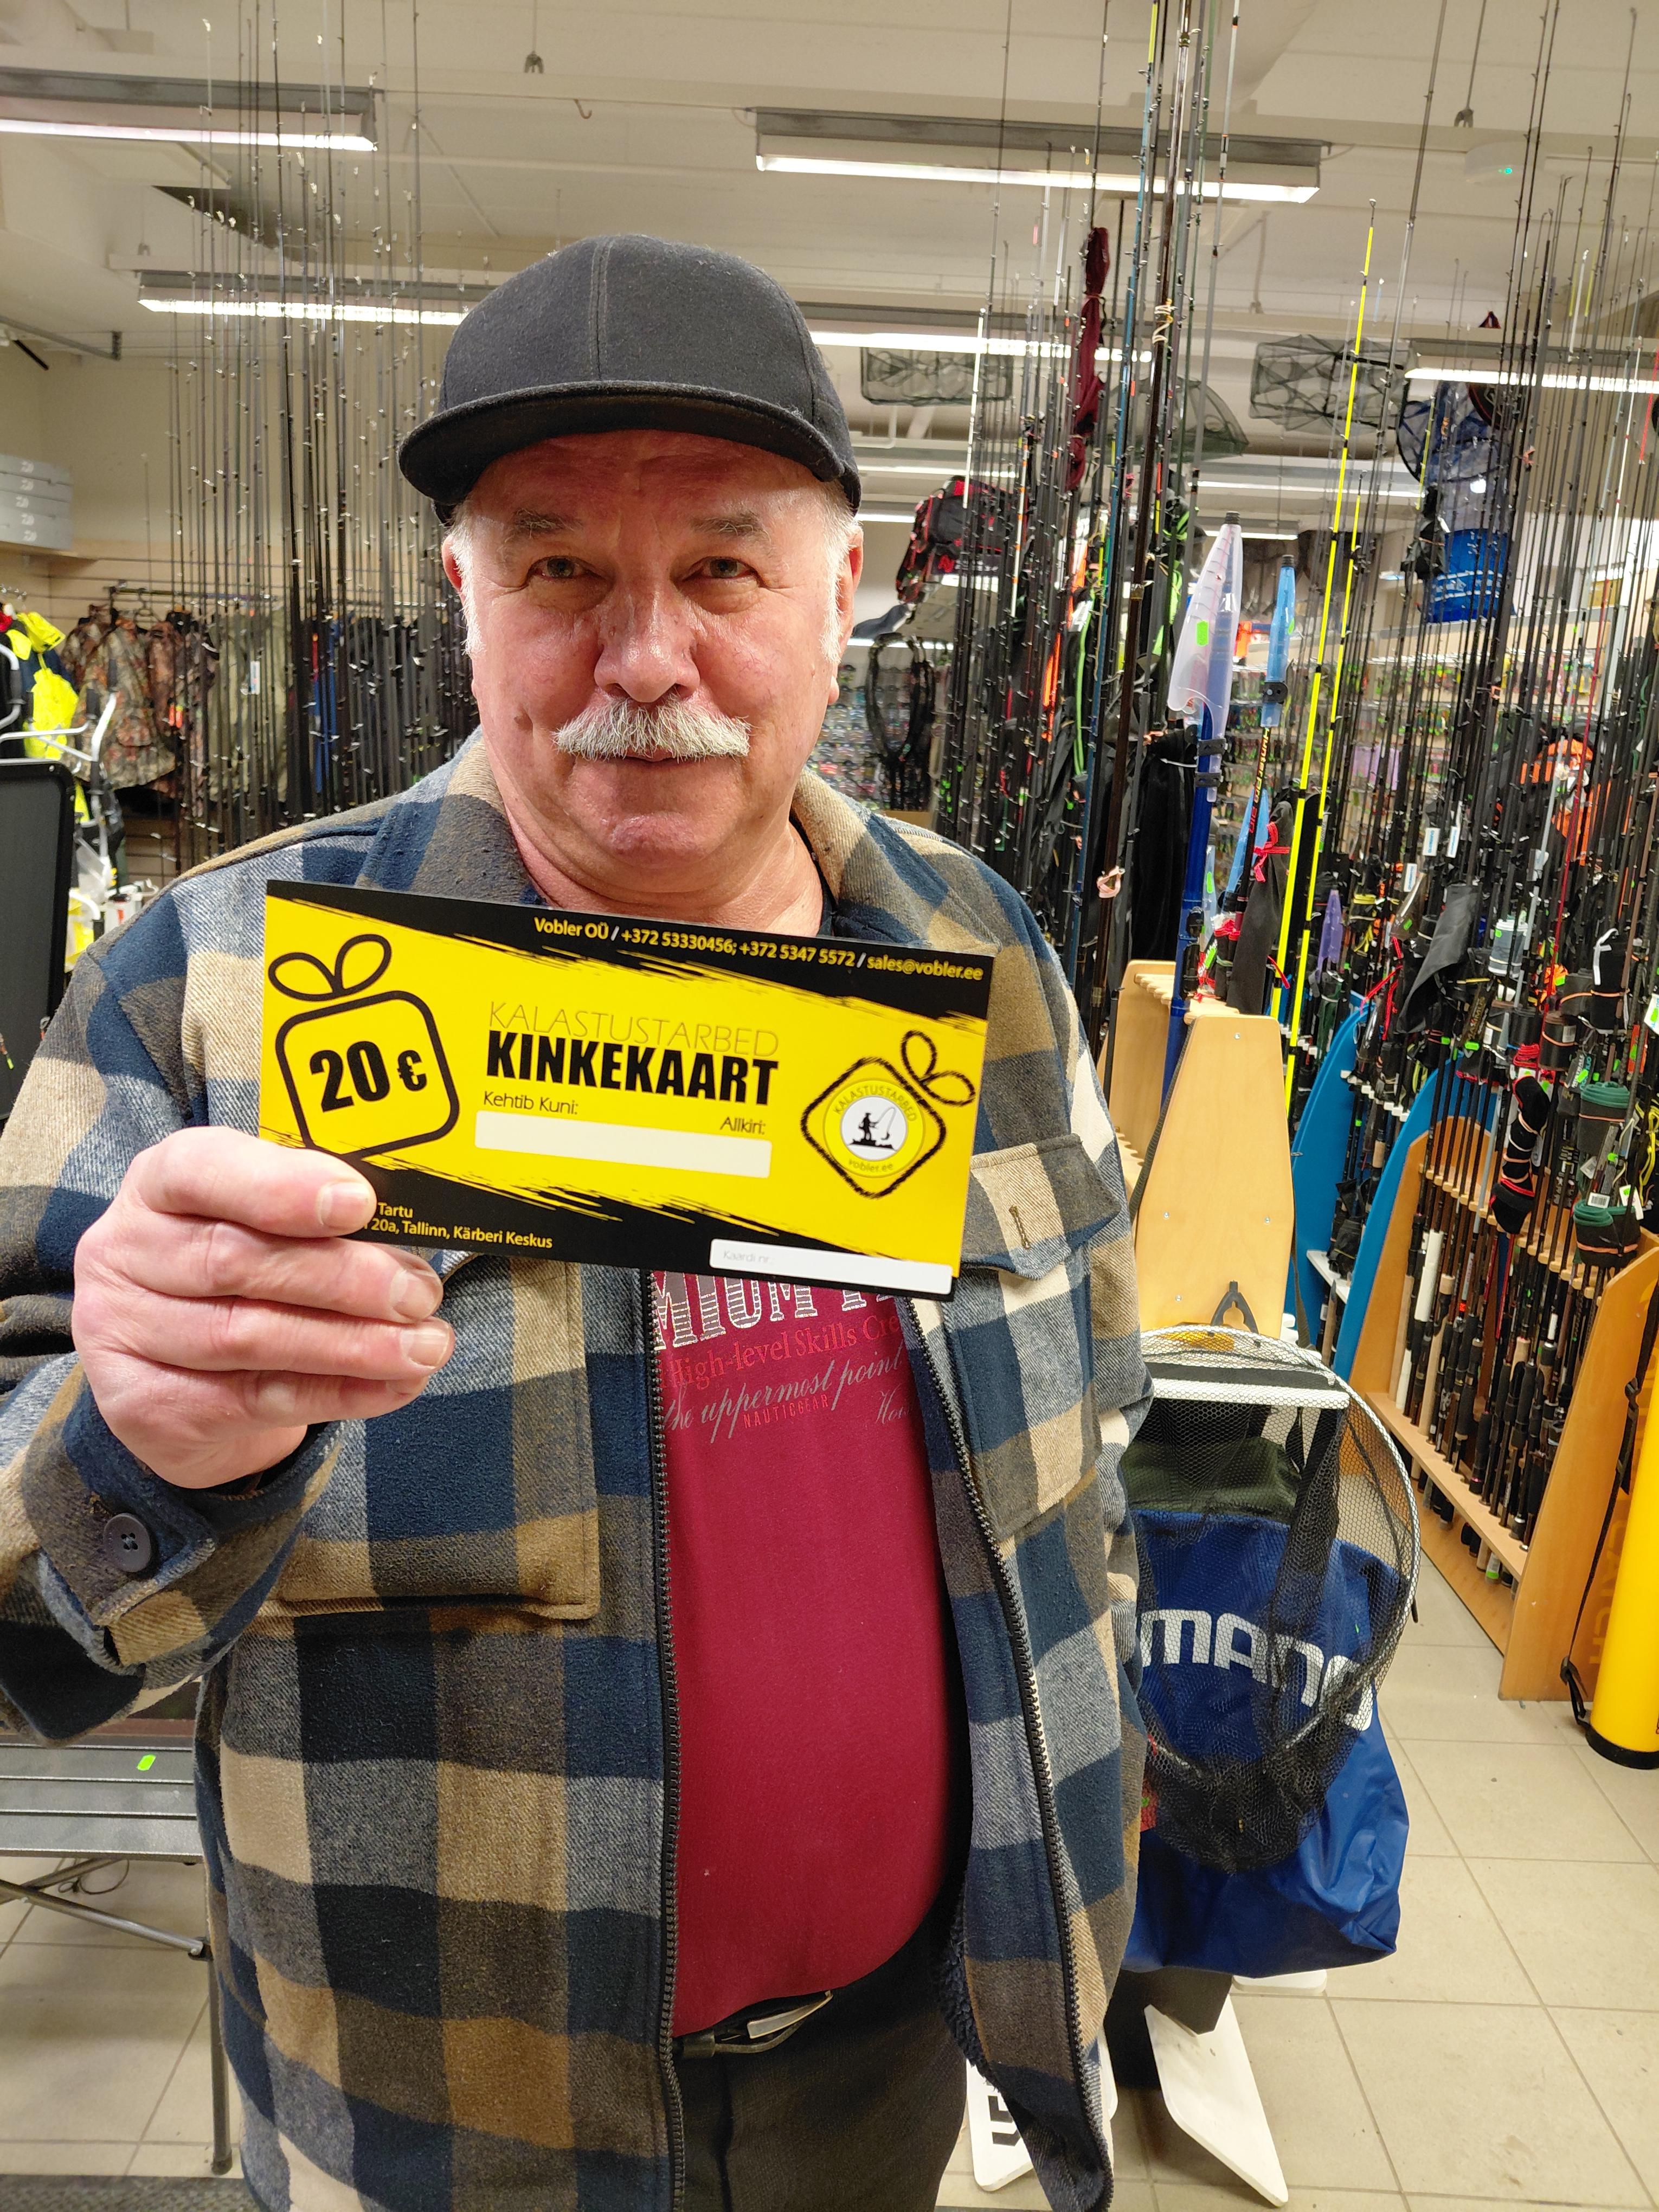 Vobler OÜ / +372 53330456; +372 5347 5572 / sales@vobler.ee
20 €
KALASTUSTARBED
KINKEKAART
Kehtib Kuni:
Allkiri:
KALASTUSTARBED
vobler.ee
Tartu
20a, Tallinn, Kärberi Keskus
Kaardi nr.:
High-level Skills
the uppermost point
NAUTICGEAR